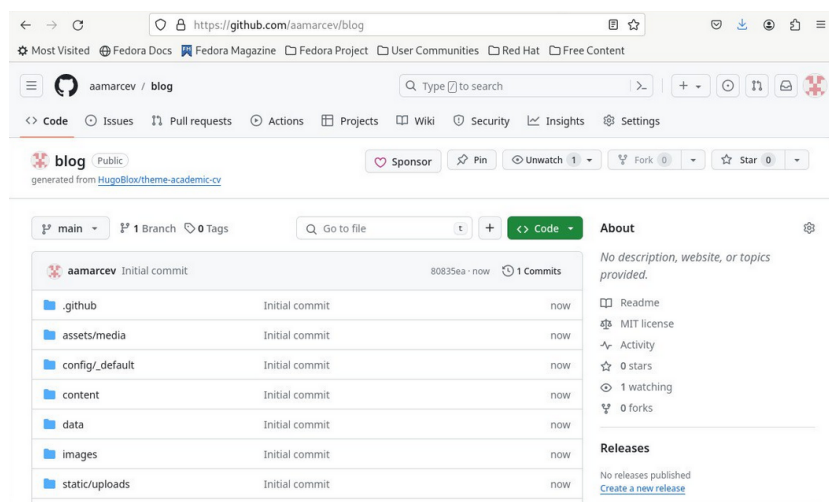 https://github.com/aamarcev/blog
Most Visited Fedora Docs Fedora Magazine Fedora Project User Communities Red Hat Free Content
aamarcev / blog Type / to search
Code Issues Pull requests Actions Projects Wiki Security Insights Settings
blog Public Sponsor Pin Unwatch 1 Fork 0 Star 0
generated from HugoBlox/theme-academic-cv
main 1 Branch 0 Tags Go to file t + Code About
No description, website, or topics
provided.
aamarcev Initial commit 80835ea · now 1 Commits
.github Initial commit now
Readme
MIT license
assets/media Initial commit now
Activity
config/_default Initial commit now
0 stars
1 watching
content Initial commit now
0 forks
data Initial commit now
images Initial commit now
Releases
No releases published
static/uploads Initial commit now
Create a new release